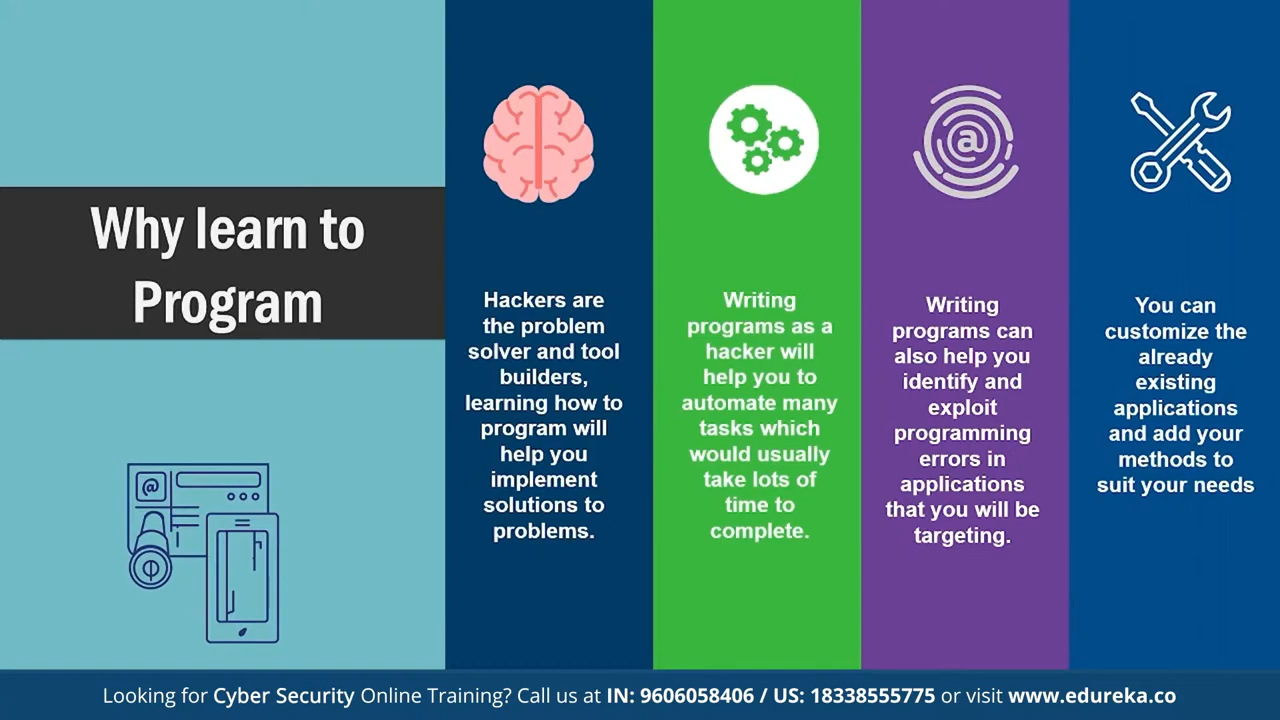 Why learn to
Program
Hackers are
the problem
solver and tool
builders,
learning how to
program will
help you
implement
solutions to
problems.
Writing
programs as a
hacker will
help you to
automate many
tasks which
would usually
take lots of
time to
complete.
@
Writing
programs can
also help you
identify and
exploit
programming
errors in
applications
that you will be
targeting.
You can
customize the
already
existing
applications
and add your
methods to
suit your needs
@
Looking for Cyber Security Online Training? Call us at IN: 9606058406 / US: 18338555775 or visit www.edureka.co